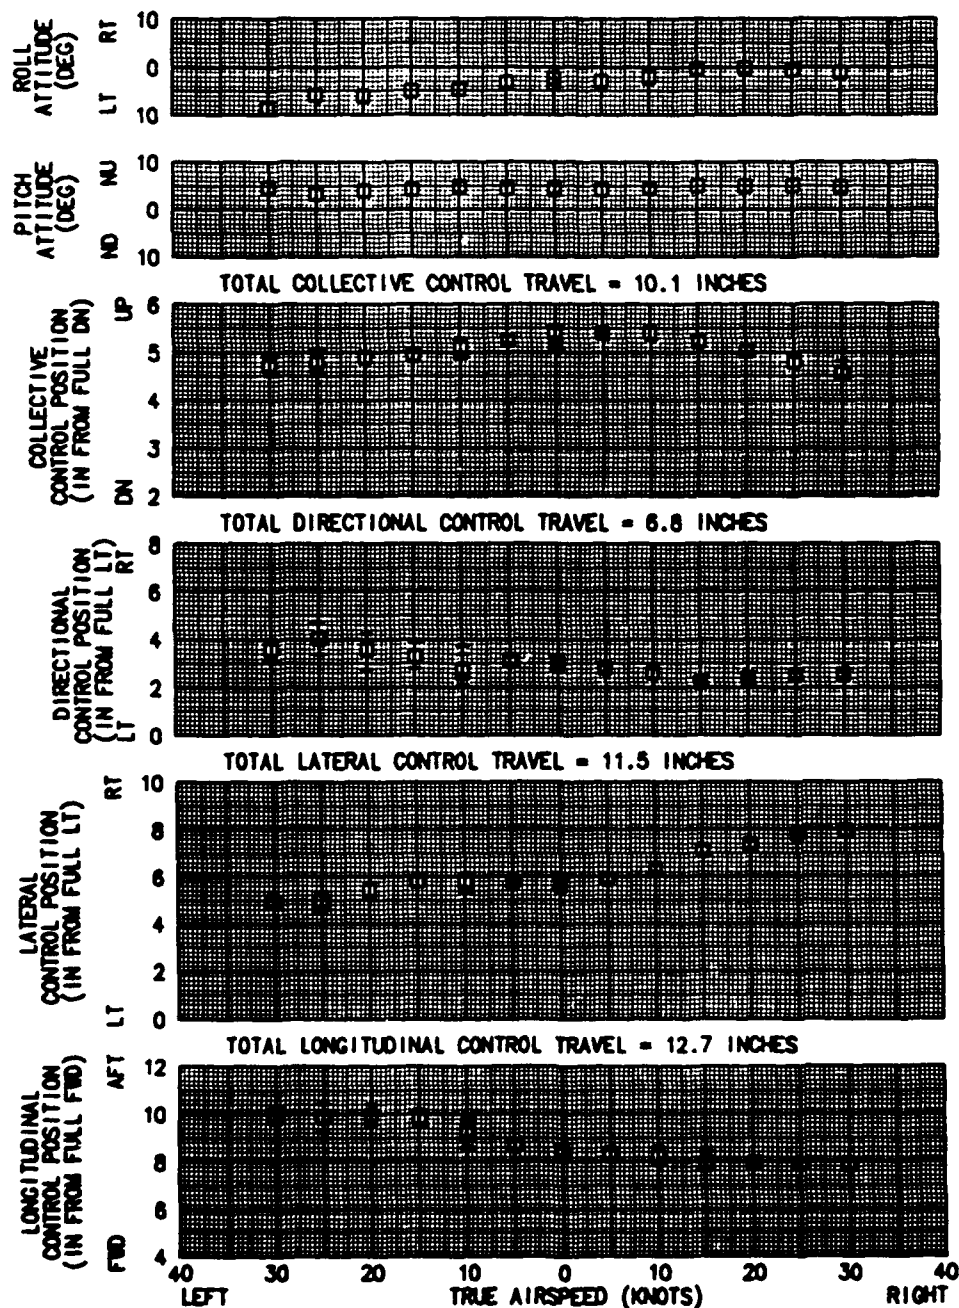 ROLL
ATTITUDE
(DEG)
LT RT
10
0
10
PITCH
ATTITUDE
(DEG)
ND NU
10
0
10
TOTAL COLLECTIVE CONTROL TRAVEL = 10.1 INCHES
COLLECTIVE
CONTROL POSITION
(IN FROM FULL DN)
DN UP
6
5
4
3
2
TOTAL DIRECTIONAL CONTROL TRAVEL = 6.8 INCHES
DIRECTIONAL
CONTROL POSITION
(IN FROM FULL LT)
LT RT
8
6
4
2
0
TOTAL LATERAL CONTROL TRAVEL = 11.5 INCHES
LATERAL
CONTROL POSITION
(IN FROM FULL LT)
LT RT
10
8
6
4
2
0
TOTAL LONGITUDINAL CONTROL TRAVEL = 12.7 INCHES
LONGITUDINAL
CONTROL POSITION
(IN FROM FULL FWD)
FWD AFT
12
10
8
6
4
40 30 20 10 0 10 20 30 40
LEFT TRUE AIRSPEED (KNOTS) RIGHT